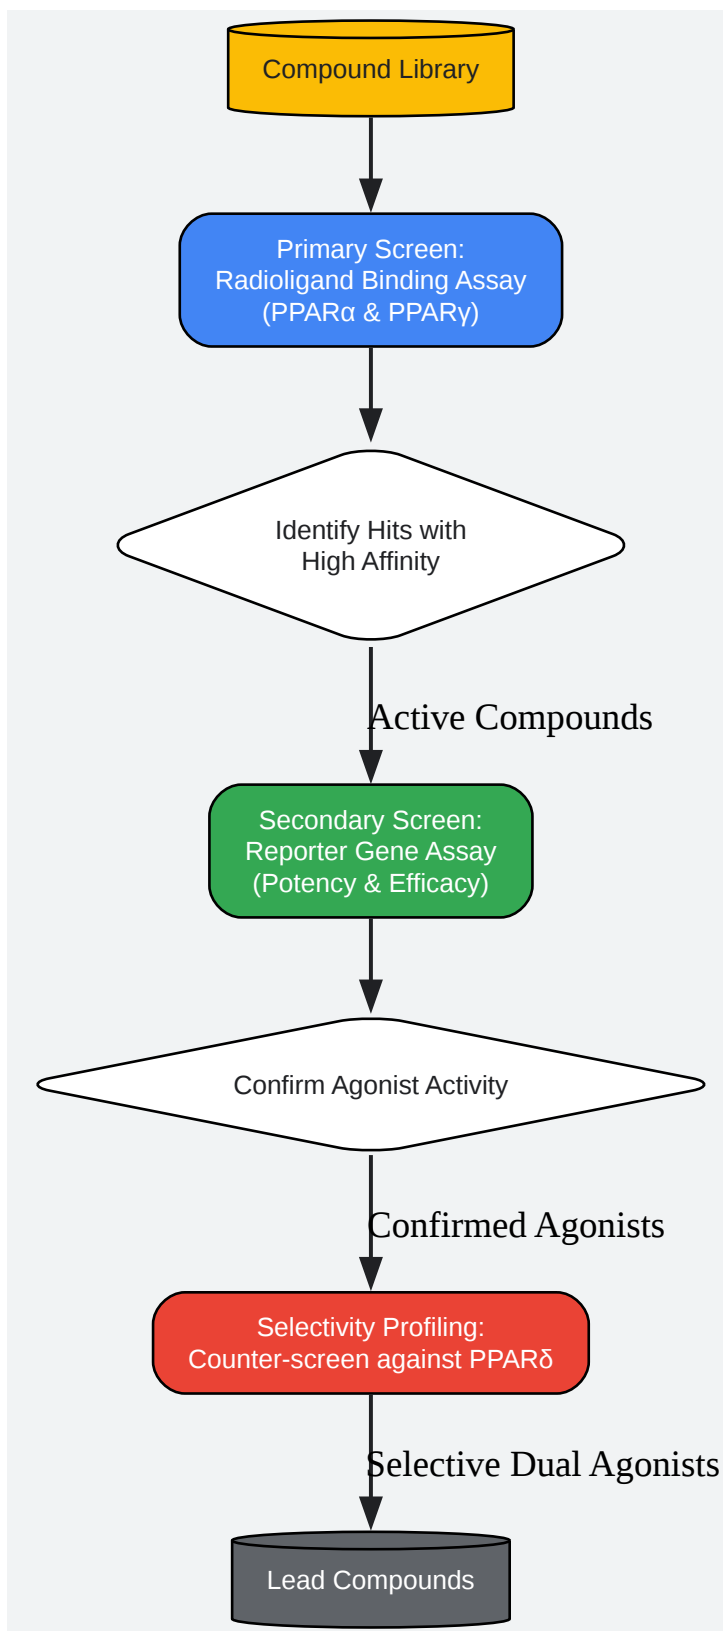 Compound Library
Primary Screen:
Radioligand Binding Assay
(PPARα & PPARγ)
Identify Hits with
High Affinity
Active Compounds
Secondary Screen:
Reporter Gene Assay
(Potency & Efficacy)
Confirm Agonist Activity
Confirmed Agonists
Selectivity Profiling:
Counter-screen against PPARδ
Selective Dual Agonists
Lead Compounds